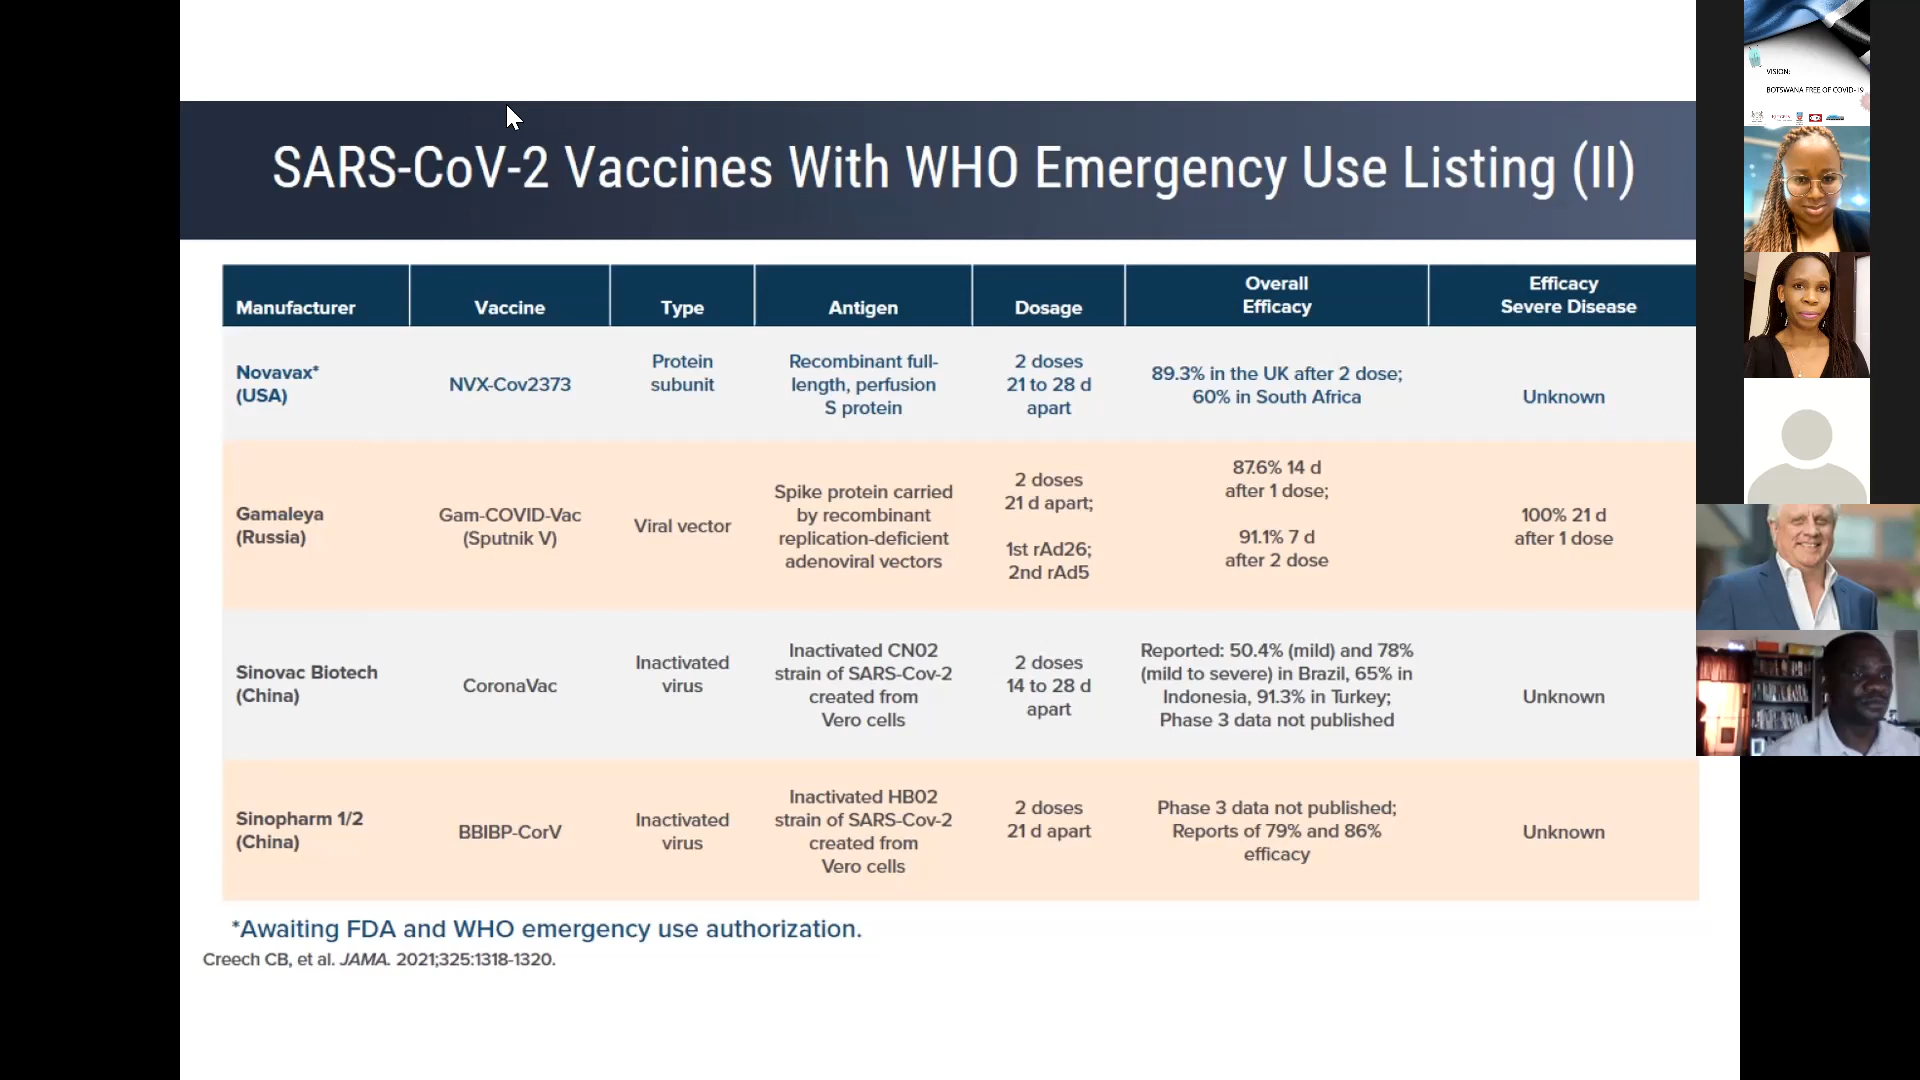 SARS-CoV-2 Vaccines With WHO Emergency Use Listing (II)
Manufacturer
Vaccine
Type
Antigen
Dosage
Overall
Efficacy
Efficacy
Severe Disease
Novavax*
(USA)
NVX-Cov2373
Protein
subunit
Recombinant full-
length, perfusion
S protein
2 doses
21 to 28 d
apart
89.3% in the UK after 2 dose;
60% in South Africa
Unknown
Gamaleya
(Russia)
Gam-COVID-Vac
(Sputnik V)
Viral vector
Spike protein carried
by recombinant
replication-deficient
adenoviral vectors
2 doses
21 d apart;
1st rAd26;
2nd rAd5
87.6% 14 d
after 1 dose;
91.1% 7 d
after 2 dose
100% 21 d
after 1 dose
Sinovac Biotech
(China)
CoronaVac
Inactivated
virus
Inactivated CN02
strain of SARS-Cov-2
created from
Vero cells
2 doses
14 to 28 d
apart
Reported: 50.4% (mild) and 78%
(mild to severe) in Brazil, 65% in
Indonesia, 91.3% in Turkey;
Phase 3 data not published
Unknown
Sinopharm 1/2
(China)
BBIBP-CorV
Inactivated
virus
Inactivated HB02
strain of SARS-Cov-2
created from
Vero cells
2 doses
21 d apart
Phase 3 data not published;
Reports of 79% and 86%
efficacy
Unknown
*Awaiting FDA and WHO emergency use authorization.
Creech CB, et al. JAMA. 2021;325:1318-1320.
VISION:
BOTSWANA FREE OF COVID-19